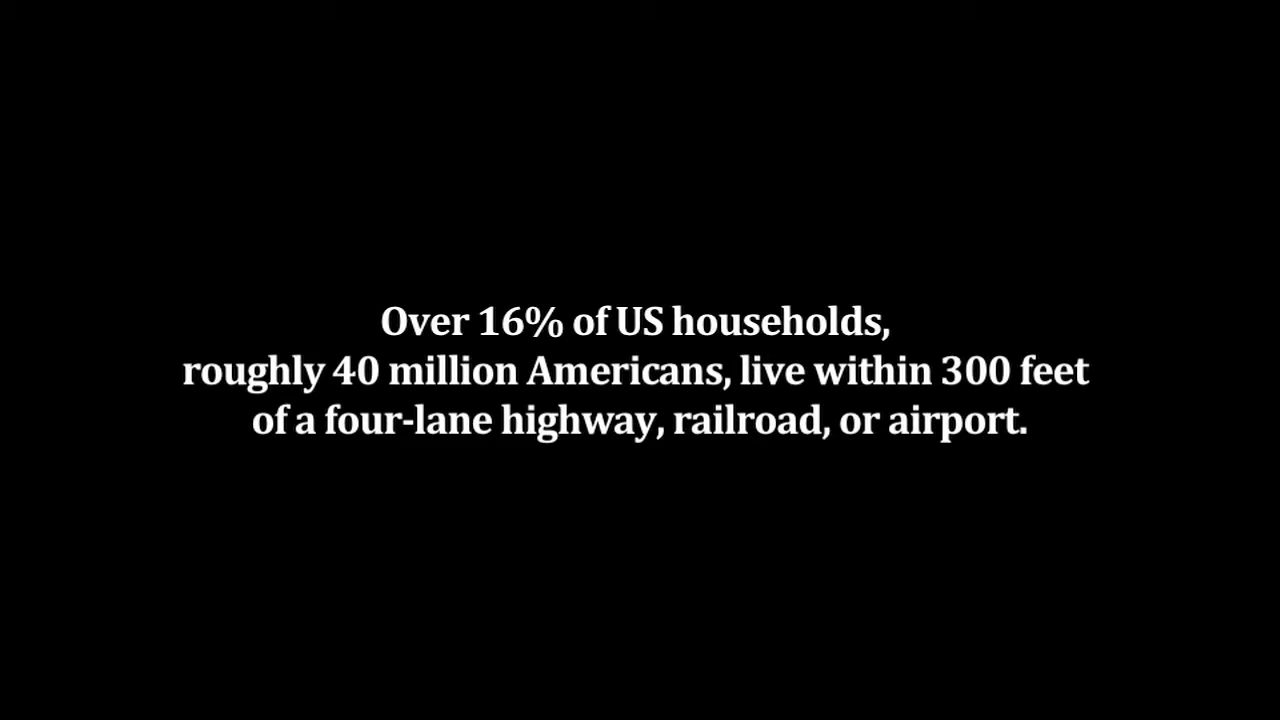 Over 16% of US households,
roughly 40 million Americans, live within 300 feet
of a four-lane highway, railroad, or airport.